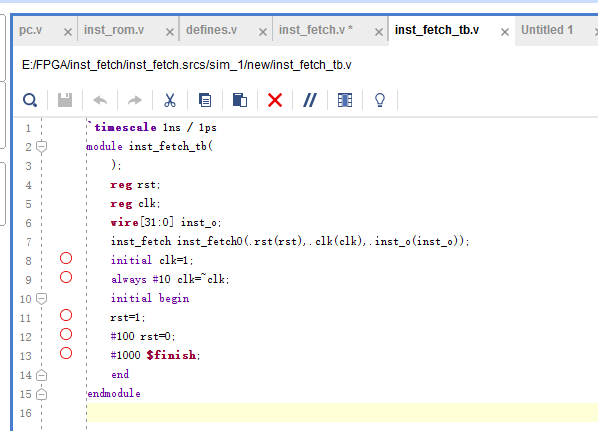 pc.v × inst_rom.v × defines.v × inst_fetch.v * × inst_fetch_tb.v × Untitled 1 ×
E:/FPGA/inst_fetch/inst_fetch.srcs/sim_1/new/inst_fetch_tb.v
1 `timescale 1ns / 1ps
2 module inst_fetch_tb(
3 );
4 reg rst;
5 reg clk;
6 wire[31:0] inst_o;
7 inst_fetch inst_fetch0(.rst(rst),.clk(clk),.inst_o(inst_o));
8 initial clk=1;
9 always #10 clk=~clk;
10 initial begin
11 rst=1;
12 #100 rst=0;
13 #1000 $finish;
14 end
15 endmodule
16